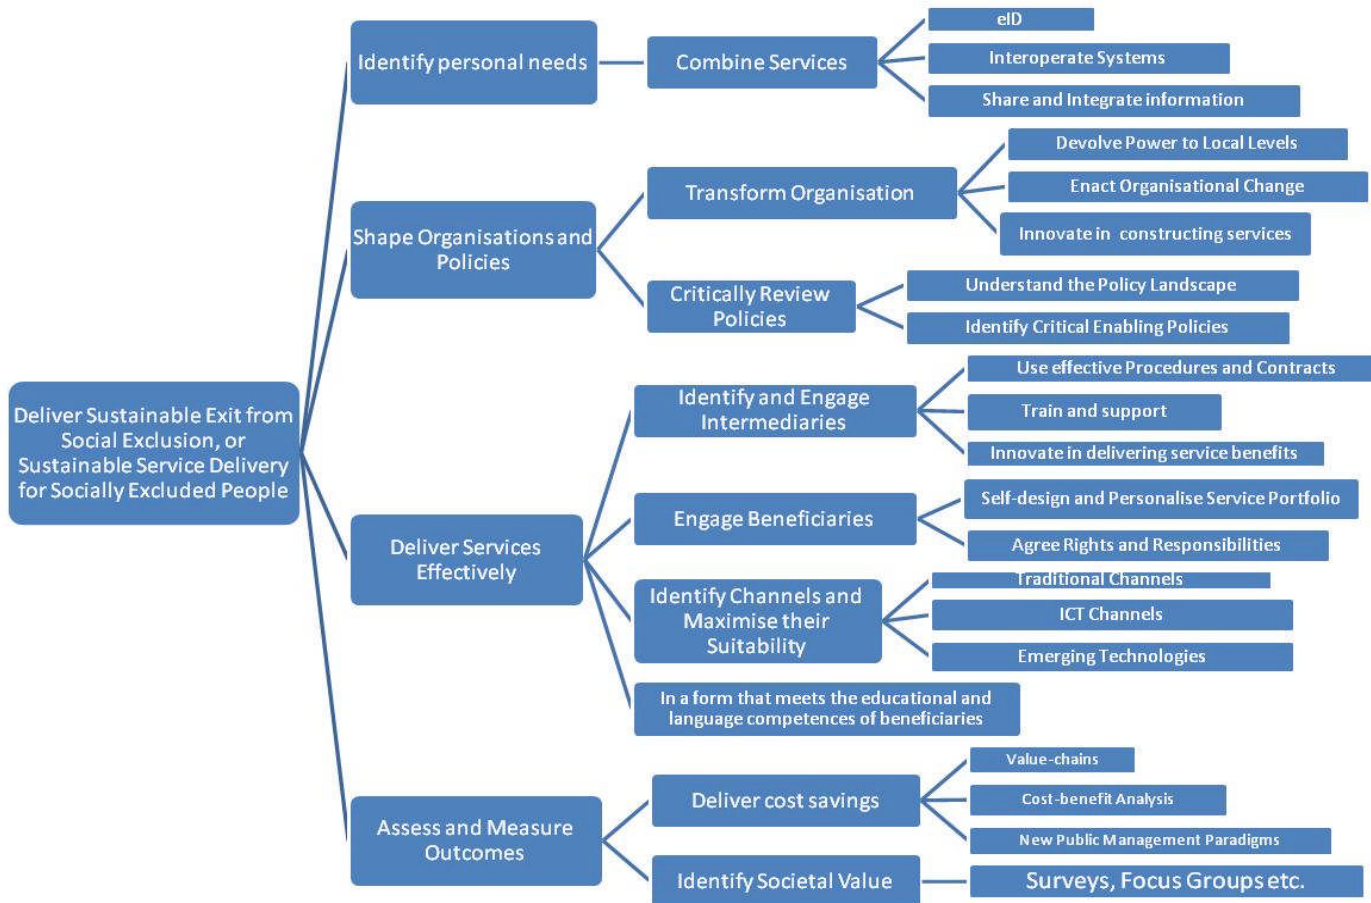 Deliver Sustainable Exit from
Social Exclusion, or
Sustainable Service Delivery
for Socially Excluded People
Identify personal needs
Combine Services
eID
Interoperate Systems
Share and Integrate information
Shape Organisations and
Policies
Transform Organisation
Devolve Power to Local Levels
Enact Organisational Change
Innovate in constructing services
Critically Review
Policies
Understand the Policy Landscape
Identify Critical Enabling Policies
Deliver Services
Effectively
Identify and Engage
Intermediaries
Use effective Procedures and Contracts
Train and support
Innovate in delivering service benefits
Engage Beneficiaries
Self-design and Personalise Service Portfolio
Agree Rights and Responsibilities
Identify Channels and
Maximise their
Suitability
Traditional Channels
ICT Channels
Emerging Technologies
In a form that meets the educational and
language competences of beneficiaries
Assess and Measure
Outcomes
Deliver cost savings
Value-chains
Cost-benefit Analysis
New Public Management Paradigms
Identify Societal Value
Surveys, Focus Groups etc.